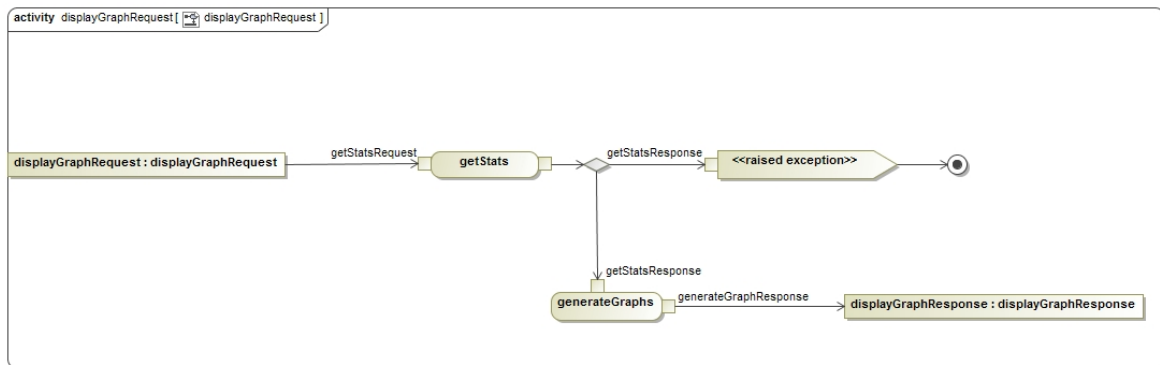 activity displayGraphRequest [ displayGraphRequest ]
displayGraphRequest : displayGraphRequest
getStatsRequest
getStats
getStatsResponse
<<raised exception>>
getStatsResponse
generateGraphs
generateGraphResponse
displayGraphResponse : displayGraphResponse